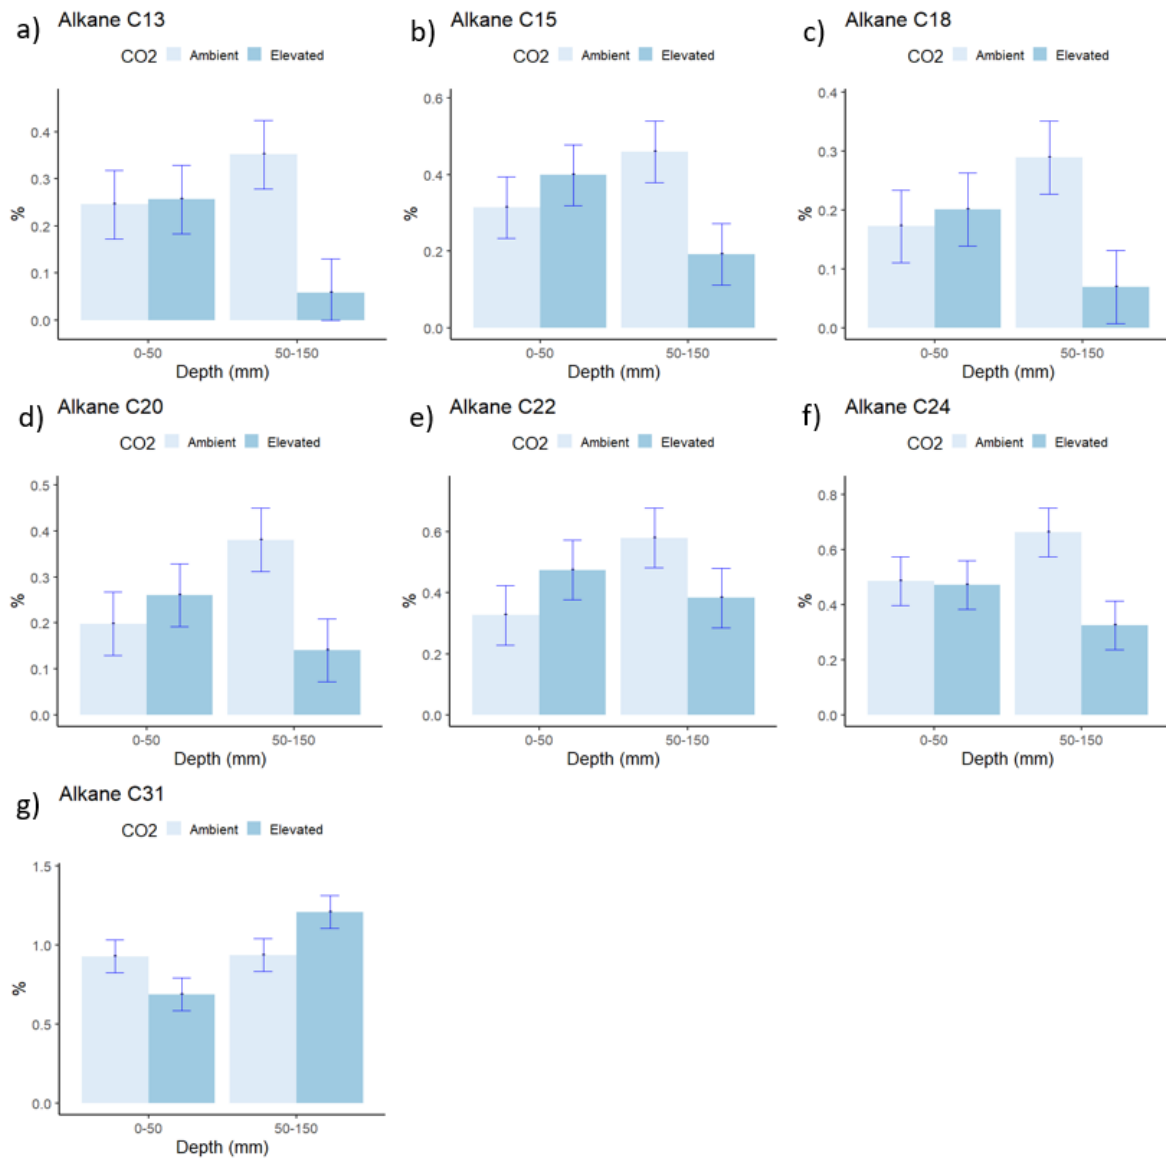 a) Alkane C13
CO2 Ambient Elevated
0.4
0.3
0.2
0.1
0.0
%
0-50 50-150
Depth (mm)
b) Alkane C15
CO2 Ambient Elevated
0.6
0.4
0.2
0.0
%
0-50 50-150
Depth (mm)
c) Alkane C18
CO2 Ambient Elevated
0.4
0.3
0.2
0.1
0.0
%
0-50 50-150
Depth (mm)
d) Alkane C20
CO2 Ambient Elevated
0.5
0.4
0.3
0.2
0.1
0.0
%
0-50 50-150
Depth (mm)
e) Alkane C22
CO2 Ambient Elevated
0.6
0.4
0.2
0.0
%
0-50 50-150
Depth (mm)
f) Alkane C24
CO2 Ambient Elevated
0.8
0.6
0.4
0.2
0.0
%
0-50 50-150
Depth (mm)
g) Alkane C31
CO2 Ambient Elevated
1.5
1.0
0.5
0.0
%
0-50 50-150
Depth (mm)